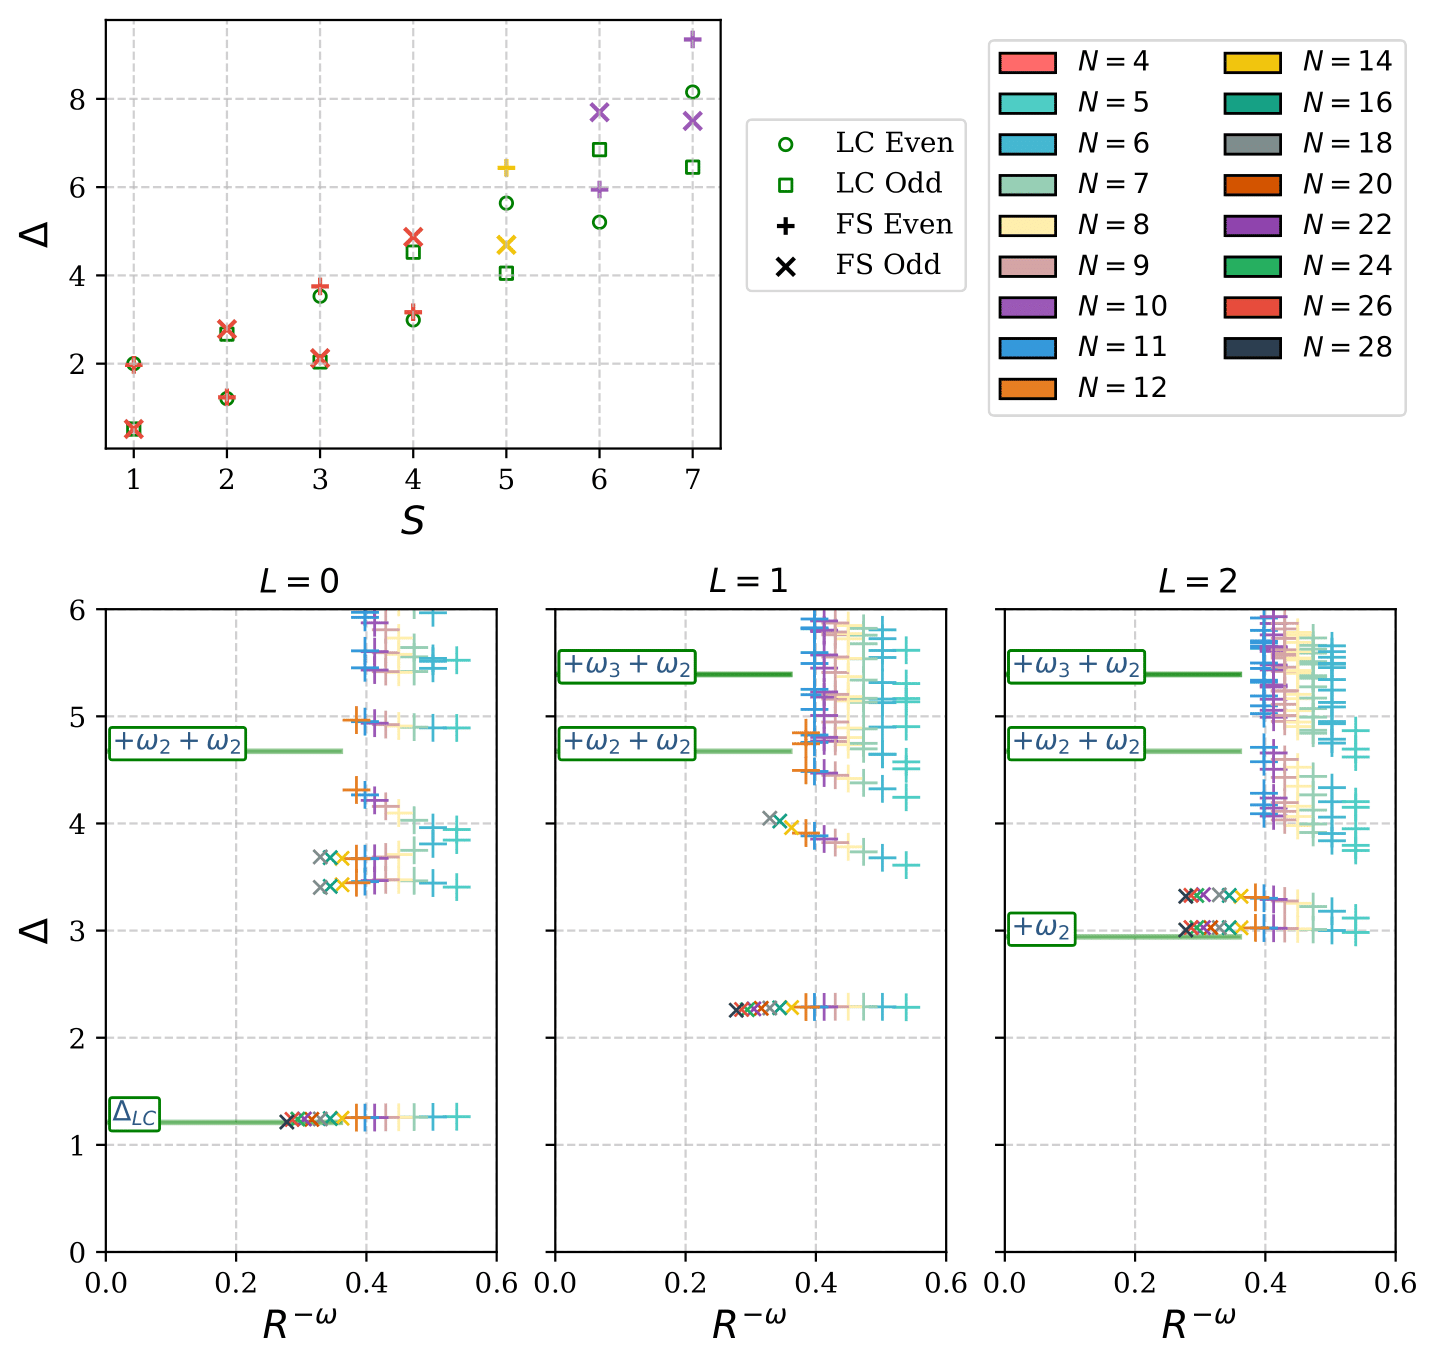 8
6
4
2
Δ
1 2 3 4 5 6 7
S
LC Even
LC Odd
FS Even
FS Odd
N = 4
N = 5
N = 6
N = 7
N = 8
N = 9
N = 10
N = 11
N = 12
N = 14
N = 16
N = 18
N = 20
N = 22
N = 24
N = 26
N = 28
L = 0
6
5
4
3
2
1
0
Δ
+ω₂ + ω₂
Δ_LC
0.0 0.2 0.4 0.6
R^−ω
L = 1
+ω₃ + ω₂
+ω₂ + ω₂
0.0 0.2 0.4 0.6
R^−ω
L = 2
+ω₃ + ω₂
+ω₂ + ω₂
+ω₂
0.0 0.2 0.4 0.6
R^−ω